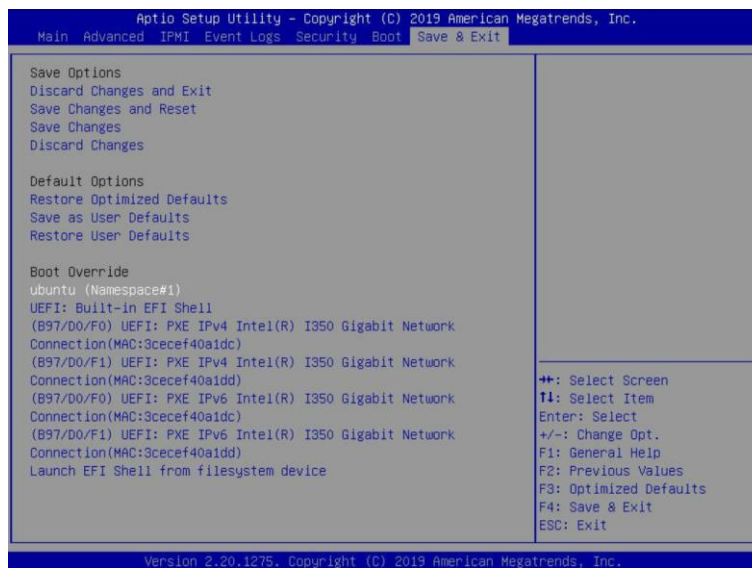 Aptio Setup Utility – Copyright (C) 2019 American Megatrends, Inc.
Main Advanced IPMI Event Logs Security Boot Save & Exit
Save Options
Discard Changes and Exit
Save Changes and Reset
Save Changes
Discard Changes
Default Options
Restore Optimized Defaults
Save as User Defaults
Restore User Defaults
Boot Override
ubuntu (Namespace#1)
UEFI: Built-in EFI Shell
(B97/D0/F0) UEFI: PXE IPv4 Intel(R) I350 Gigabit Network
Connection(MAC:3cecef40a1dc)
(B97/D0/F1) UEFI: PXE IPv4 Intel(R) I350 Gigabit Network
Connection(MAC:3cecef40a1dd)
(B97/D0/F0) UEFI: PXE IPv6 Intel(R) I350 Gigabit Network
Connection(MAC:3cecef40a1dc)
(B97/D0/F1) UEFI: PXE IPv6 Intel(R) I350 Gigabit Network
Connection(MAC:3cecef40a1dd)
Launch EFI Shell from filesystem device
→←: Select Screen
↑↓: Select Item
Enter: Select
+/-: Change Opt.
F1: General Help
F2: Previous Values
F3: Optimized Defaults
F4: Save & Exit
ESC: Exit
Version 2.20.1275. Copyright (C) 2019 American Megatrends, Inc.